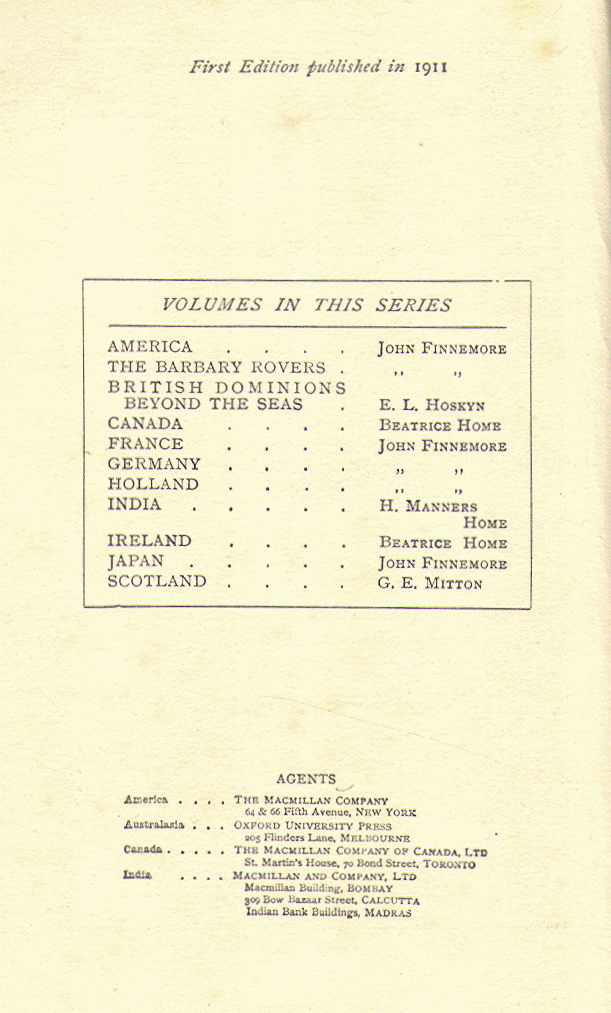 First Edition published in 1911
VOLUMES IN THIS SERIES
AMERICA . . . . JOHN FINNEMORE
THE BARBARY ROVERS . ,, ,,
BRITISH DOMINIONS
BEYOND THE SEAS . E. L. HOSKYN
CANADA . . . . BEATRICE HOME
FRANCE . . . . JOHN FINNEMORE
GERMANY . . . . ,, ,,
HOLLAND . . . . ,, ,,
INDIA . . . . . H. MANNERS
HOME
IRELAND . . . . BEATRICE HOME
JAPAN . . . . . JOHN FINNEMORE
SCOTLAND . . . . G. E. MITTON
AGENTS
America . . . . THE MACMILLAN COMPANY
64 & 66 Fifth Avenue, NEW YORK
Australasia . . . OXFORD UNIVERSITY PRESS
205 Flinders Lane, MELBOURNE
Canada . . . . . THE MACMILLAN COMPANY OF CANADA, LTD
St. Martin's House, 70 Bond Street, TORONTO
India . . . . MACMILLAN AND COMPANY, LTD
Macmillan Building, BOMBAY
309 Bow Bazaar Street, CALCUTTA
Indian Bank Buildings, MADRAS